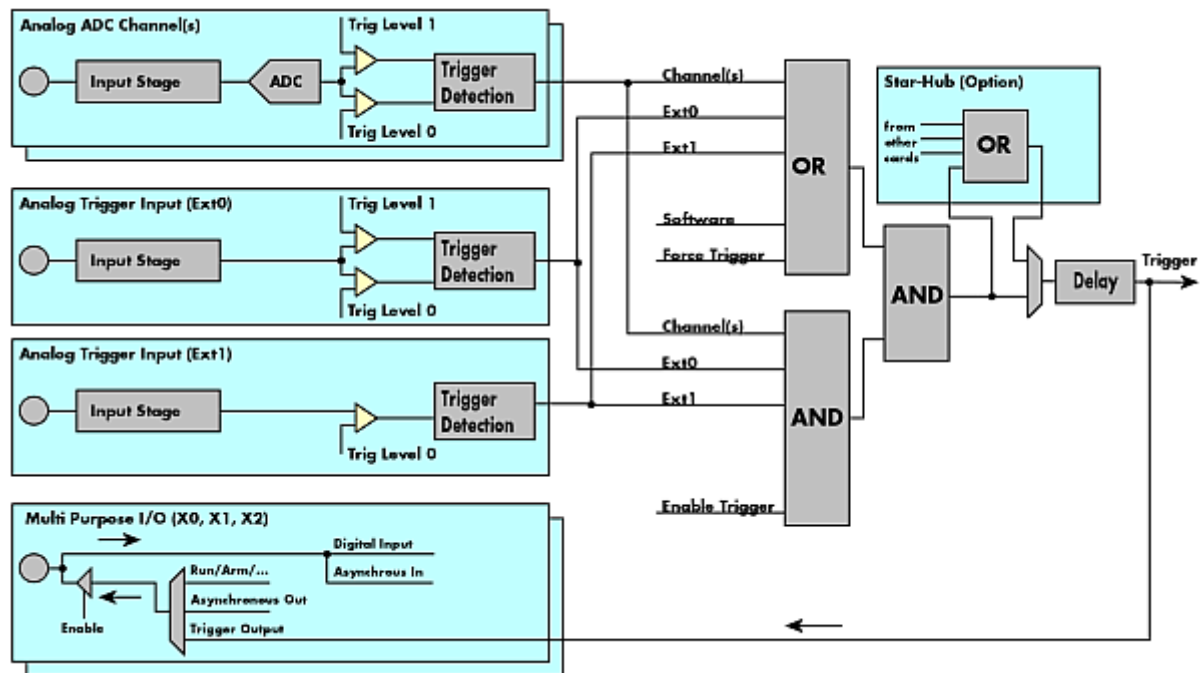 Analog ADC Channel(s)
Trig Level 1
Input Stage
ADC
Trigger
Detection
Trig Level 0
Analog Trigger Input (Ext0)
Trig Level 1
Input Stage
Trigger
Detection
Trig Level 0
Analog Trigger Input (Ext1)
Input Stage
Trigger
Detection
Trig Level 0
Multi Purpose I/O (X0, X1, X2)
Digital Input
Asynchrous In
Run/Arm/...
Asynchronous Out
Trigger Output
Enable
Channel(s)
Ext0
Ext1
OR
Software
Force Trigger
Channel(s)
Ext0
Ext1
AND
Enable Trigger
AND
Star-Hub (Option)
from
other
cards
OR
Delay
Trigger